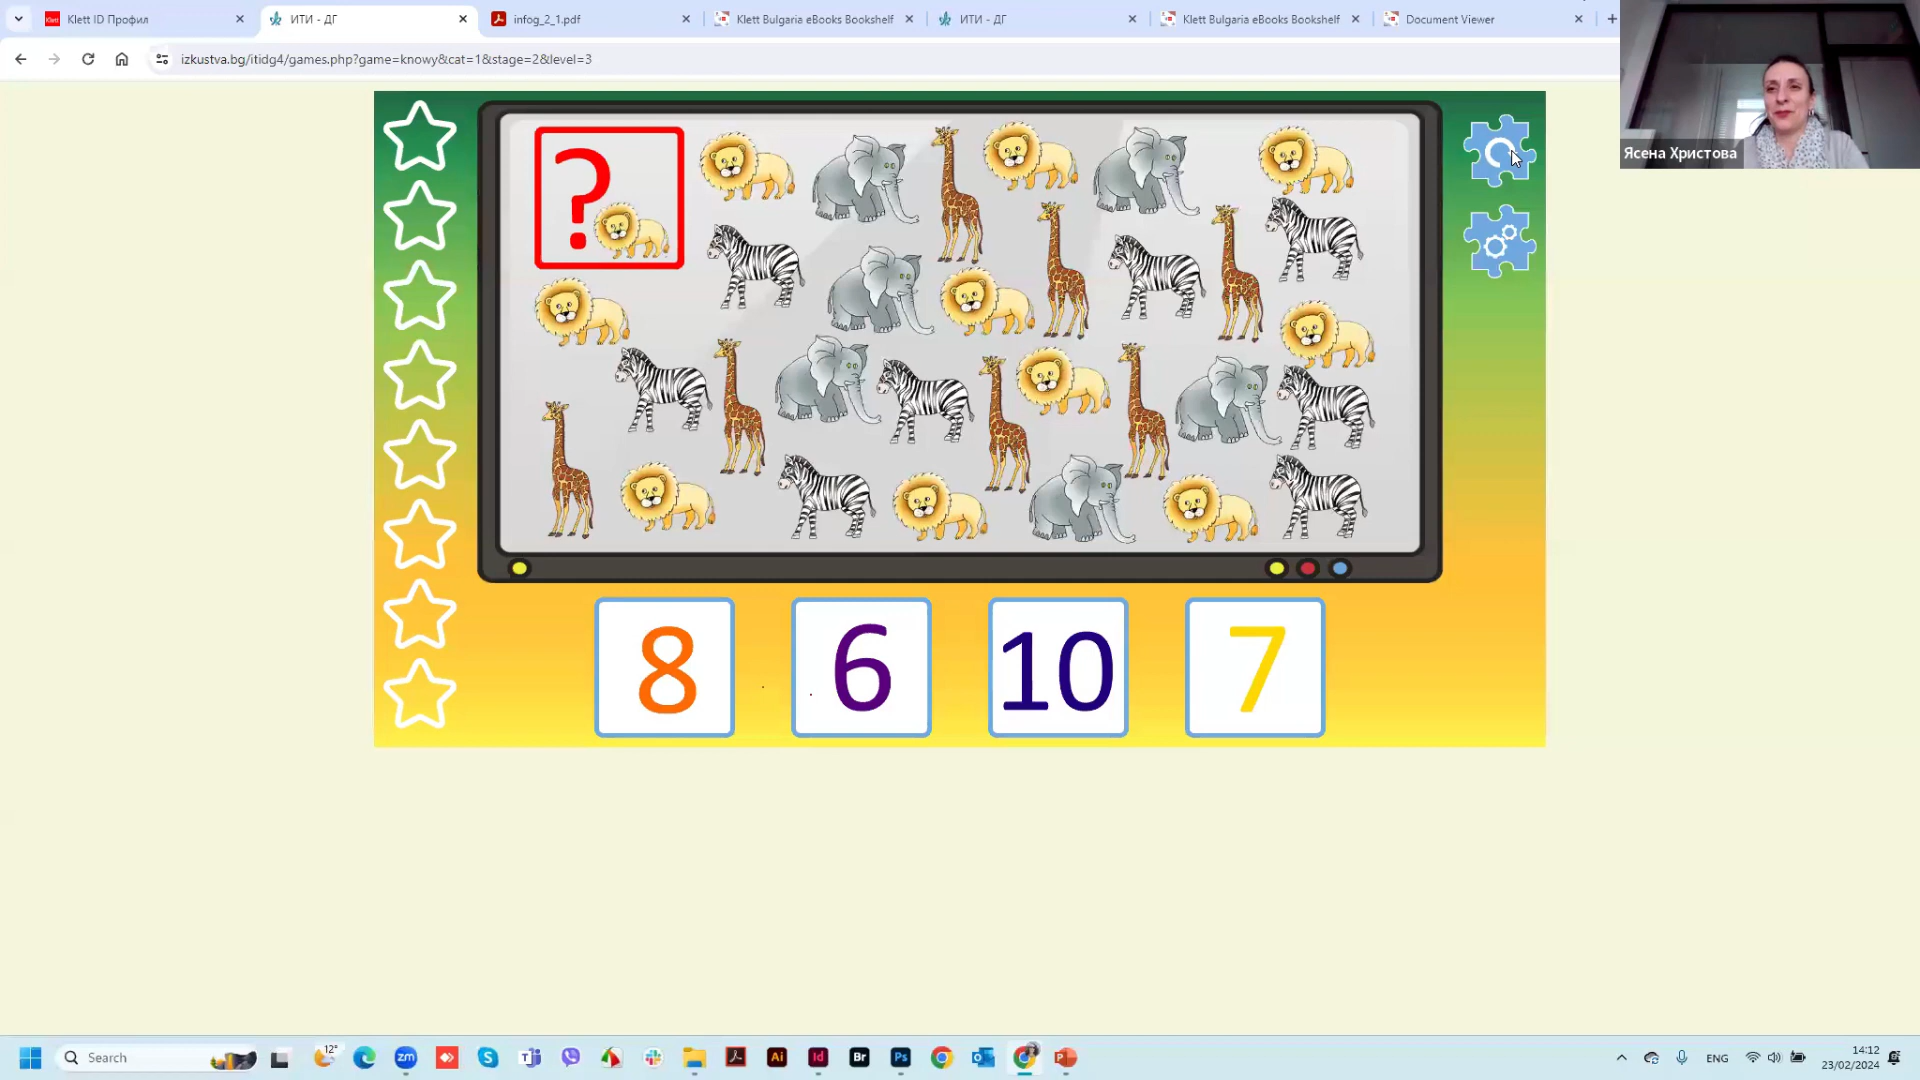 Klett ID Профил
ИТИ - ДГ
infog_2_1.pdf
Klett Bulgaria eBooks Bookshelf
ИТИ - ДГ
Klett Bulgaria eBooks Bookshelf
Document Viewer
izkustva.bg/itidg4/games.php?game=knowy&cat=1&stage=2&level=3
Ясена Христова
?
8 6 10 7
Search
12°
ENG
14:12
23/02/2024